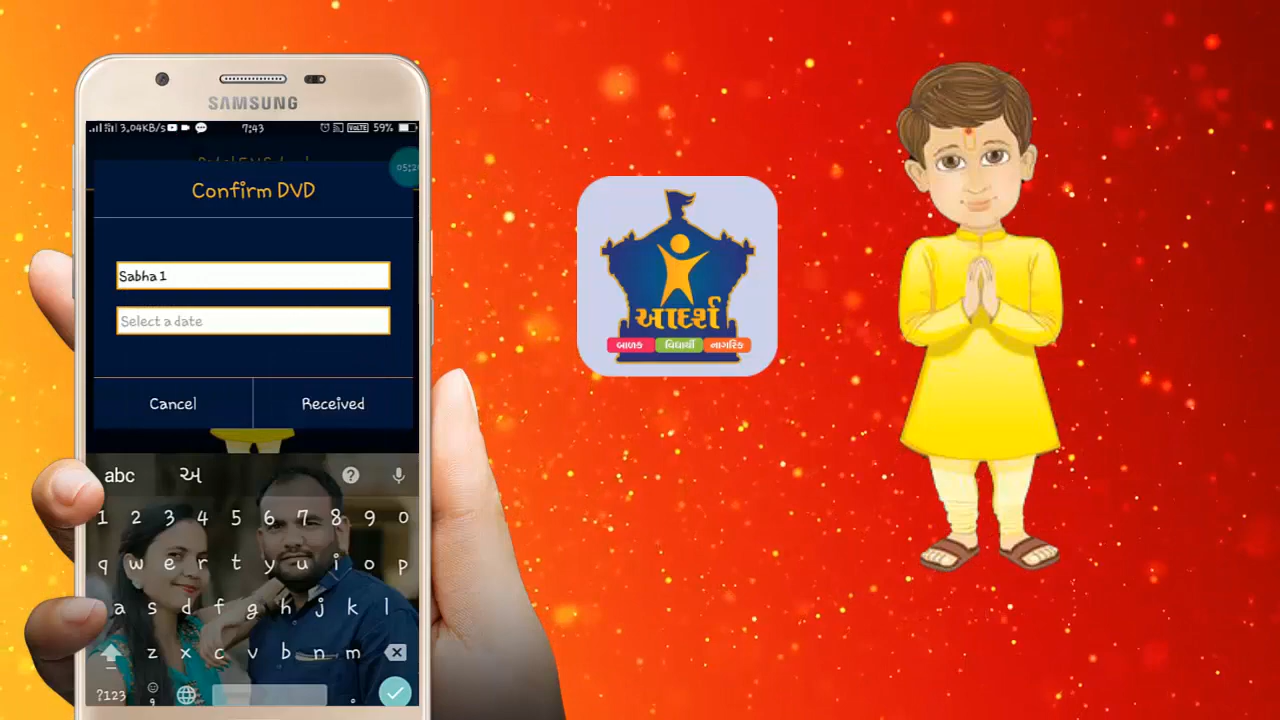 SAMSUNG
3.04KB/s 7:43 VoLTE 59%
Confirm DVD
Sabha 1
Select a date
Cancel Received
abc અ
1 2 3 4 5 6 7 8 9 0
q w e r t y u i o p
a s d f g h j k l
z x c v b n m
?123 , .
આદર્શ
બાળક વિદ્યાર્થી નાગરિક